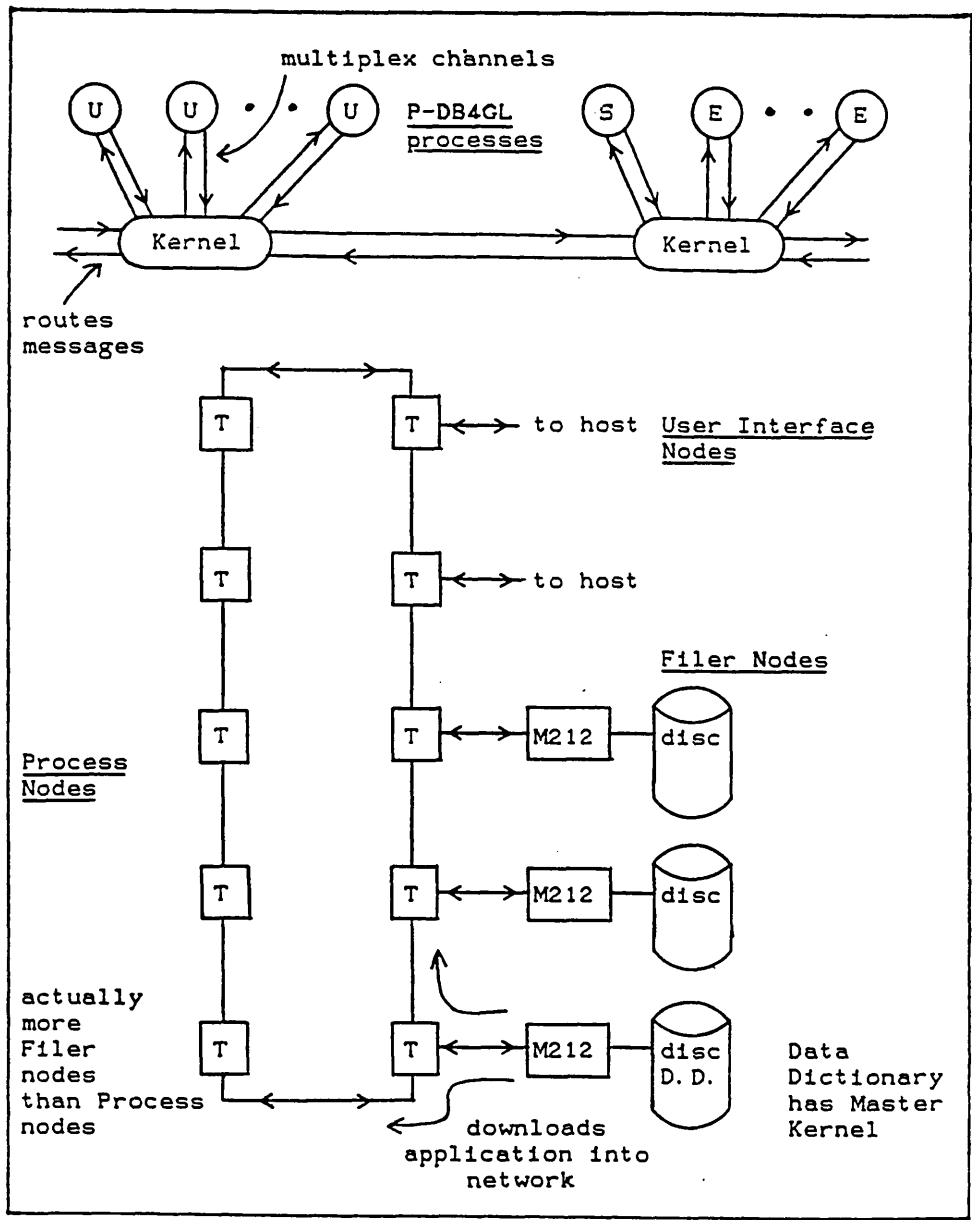 multiplex channels
U U . . U P-DB4GL S E . . E
processes
Kernel Kernel
routes
messages
T T to host User Interface
Nodes
T T to host
Filer Nodes
T T M212 disc
Process
Nodes
T T M212 disc
actually
more
Filer
nodes
than Process
nodes
T T M212 disc
D.D.
Data
Dictionary
has Master
Kernel
downloads
application into
network